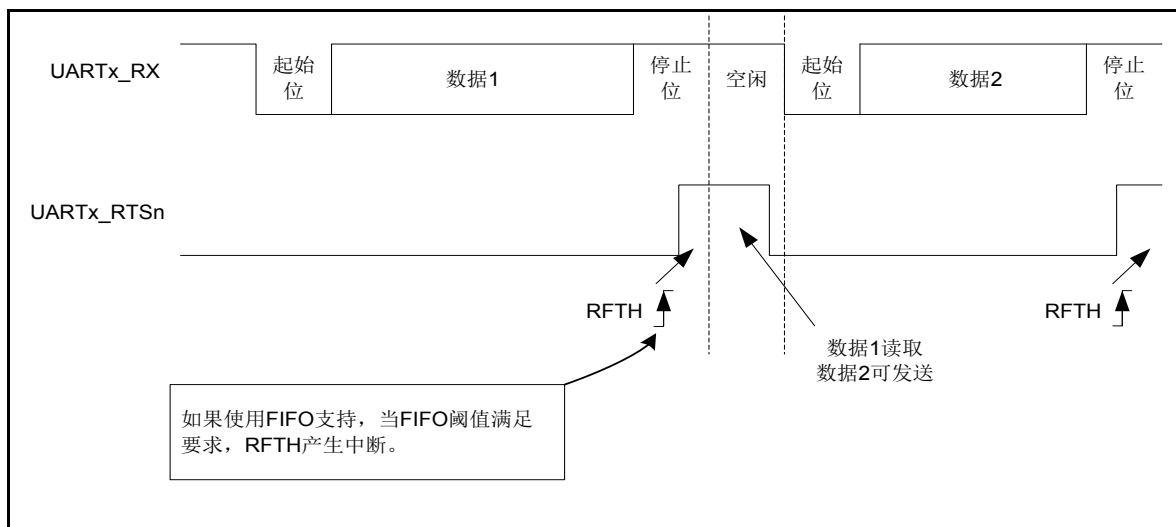 UARTx_RX
起始
位
数据1
停止
位
空闲
起始
位
数据2
停止
位
UARTx_RTSn
RFTH
RFTH
数据1读取
数据2可发送
如果使用FIFO支持，当FIFO阈值满足
要求，RFTH产生中断。